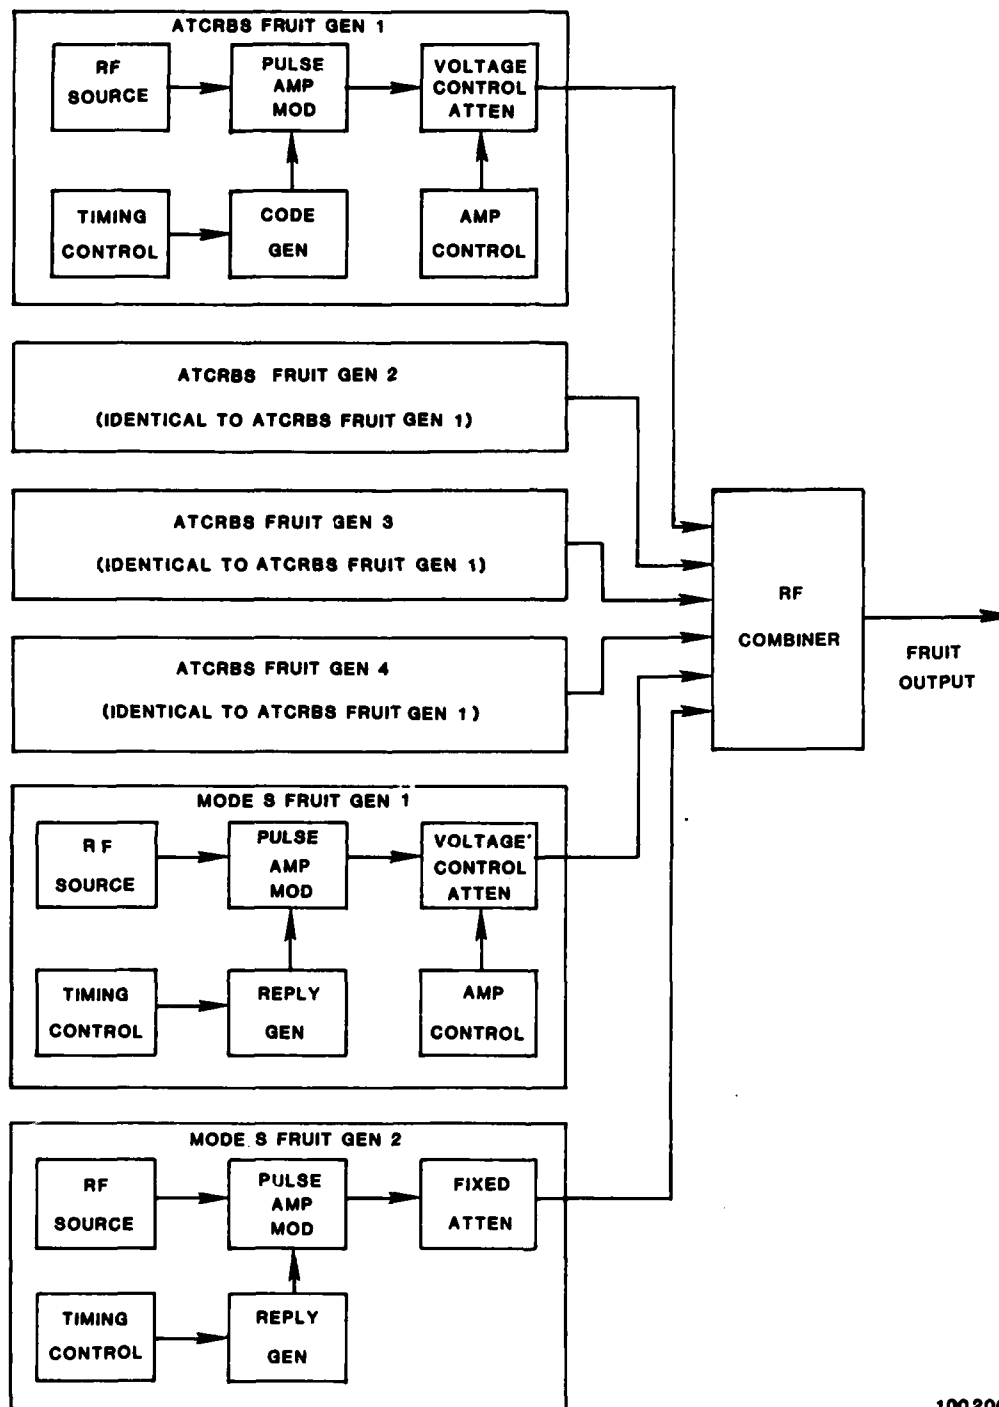 ATCRBS FRUIT GEN 1
RF
SOURCE
PULSE
AMP
MOD
VOLTAGE
CONTROL
ATTEN
TIMING
CONTROL
CODE
GEN
AMP
CONTROL
ATCRBS FRUIT GEN 2
(IDENTICAL TO ATCRBS FRUIT GEN 1)
ATCRBS FRUIT GEN 3
(IDENTICAL TO ATCRBS FRUIT GEN 1)
ATCRBS FRUIT GEN 4
(IDENTICAL TO ATCRBS FRUIT GEN 1)
RF
COMBINER
FRUIT
OUTPUT
MODE S FRUIT GEN 1
RF
SOURCE
PULSE
AMP
MOD
VOLTAGE
CONTROL
ATTEN
TIMING
CONTROL
REPLY
GEN
AMP
CONTROL
MODE S FRUIT GEN 2
RF
SOURCE
PULSE
AMP
MOD
FIXED
ATTEN
TIMING
CONTROL
REPLY
GEN